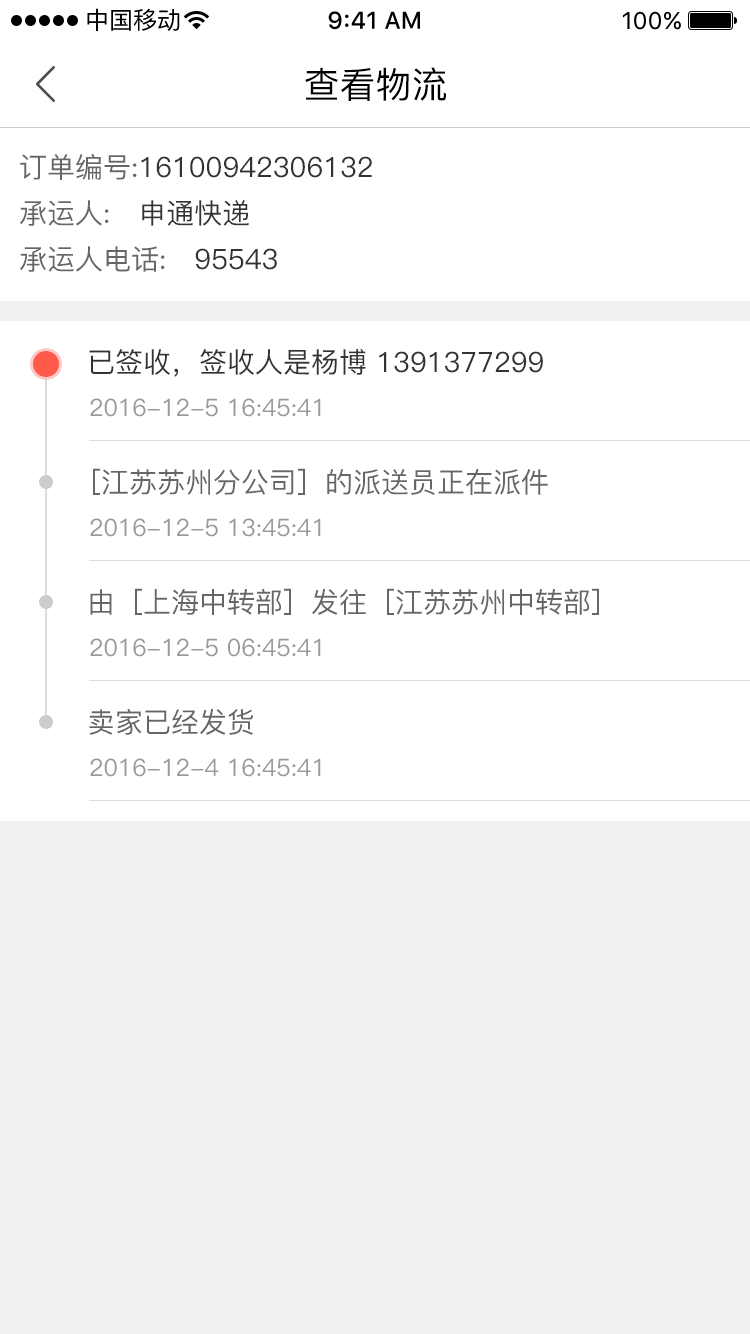 中国移动
9:41 AM
100%
查看物流
订单编号:16100942306132
承运人: 申通快递
承运人电话: 95543
已签收，签收人是杨博 1391377299
2016-12-5 16:45:41
［江苏苏州分公司］的派送员正在派件
2016-12-5 13:45:41
由［上海中转部］发往［江苏苏州中转部］
2016-12-5 06:45:41
卖家已经发货
2016-12-4 16:45:41